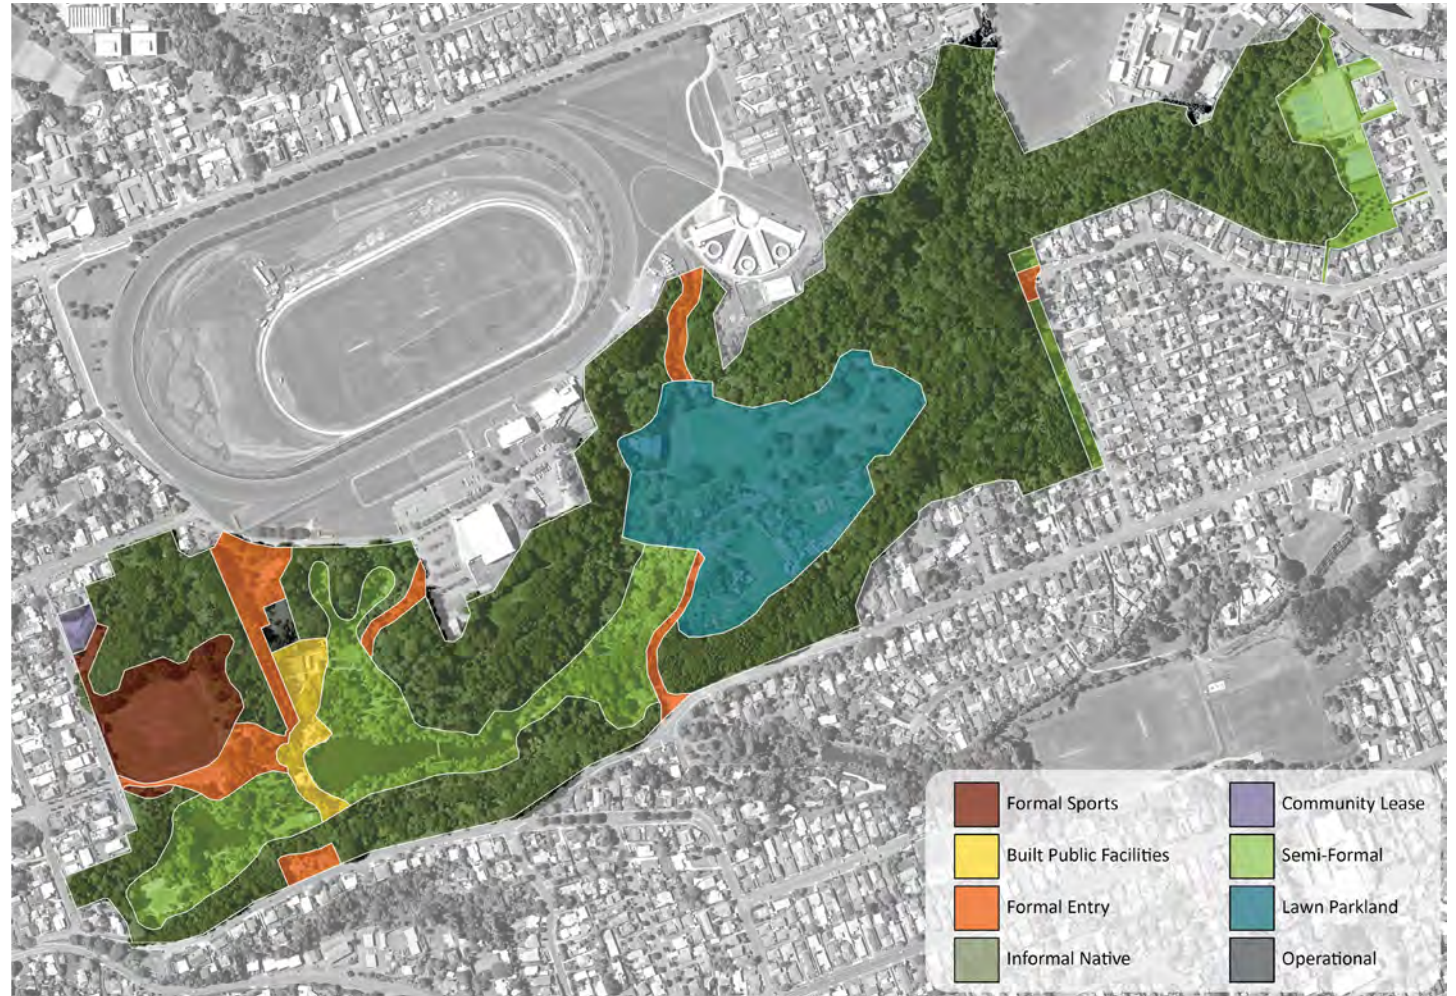 Formal Sports
Built Public Facilities
Formal Entry
Informal Native
Community Lease
Semi-Formal
Lawn Parkland
Operational